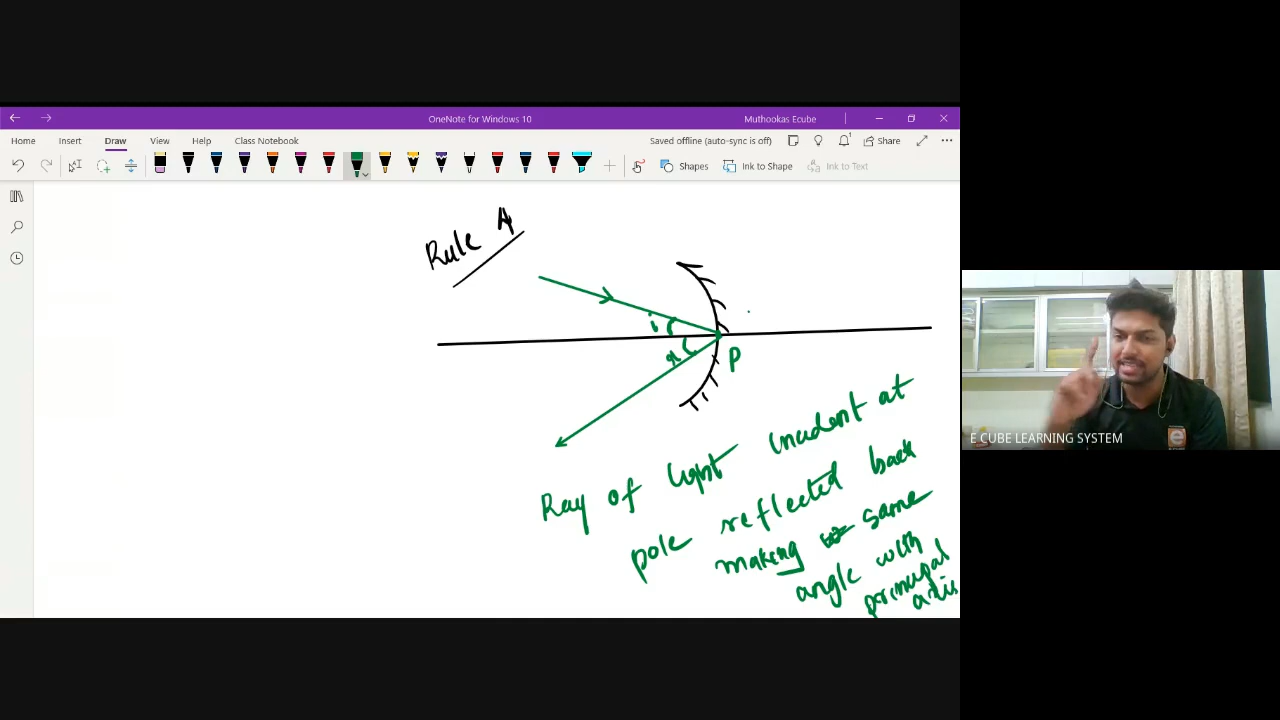 OneNote for Windows 10
Muthookas Ecube
Home Insert Draw View Help Class Notebook
Saved offline (auto-sync is off)
Share
Shapes
Ink to Shape
Ink to Text
Rule 4
i
r
P
Ray of light incident at
pole reflected back
making same
angle with
principal
axis
E CUBE LEARNING SYSTEM
e